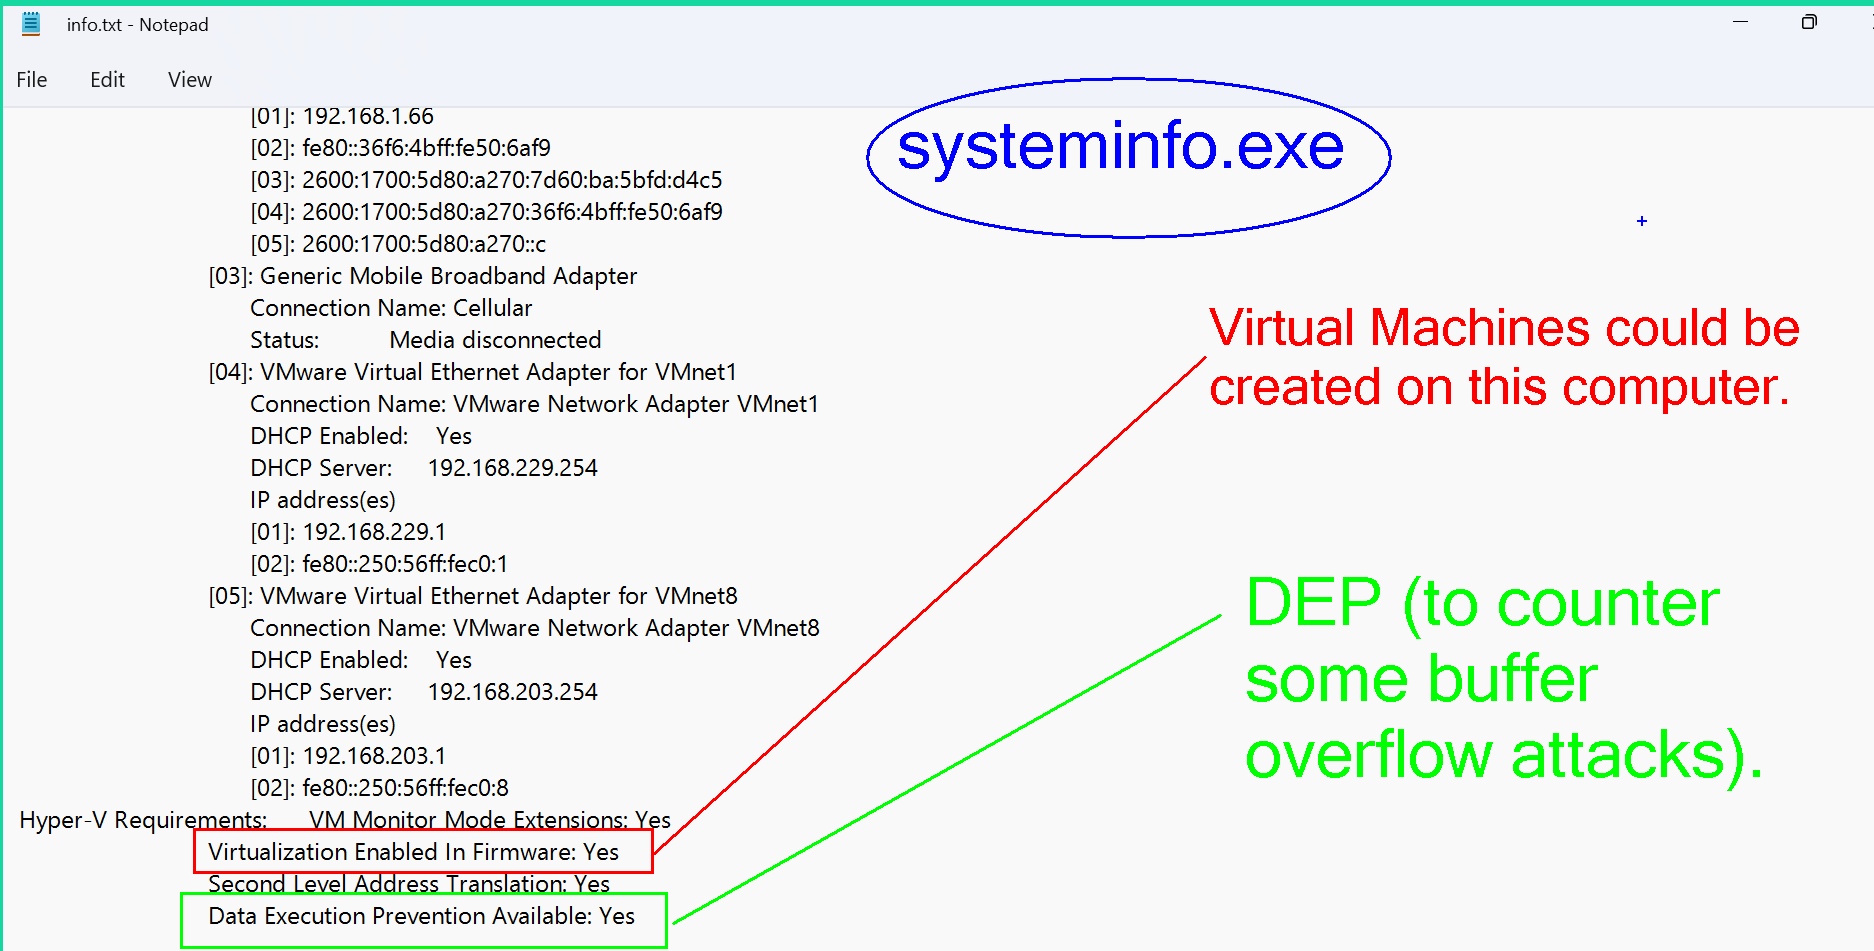 info.txt - Notepad
File Edit View
[01]: 192.168.1.66
[02]: fe80::36f6:4bff:fe50:6af9
[03]: 2600:1700:5d80:a270:7d60:ba:5bfd:d4c5
[04]: 2600:1700:5d80:a270:36f6:4bff:fe50:6af9
[05]: 2600:1700:5d80:a270::c
[03]: Generic Mobile Broadband Adapter
Connection Name: Cellular
Status: Media disconnected
[04]: VMware Virtual Ethernet Adapter for VMnet1
Connection Name: VMware Network Adapter VMnet1
DHCP Enabled: Yes
DHCP Server: 192.168.229.254
IP address(es)
[01]: 192.168.229.1
[02]: fe80::250:56ff:fec0:1
[05]: VMware Virtual Ethernet Adapter for VMnet8
Connection Name: VMware Network Adapter VMnet8
DHCP Enabled: Yes
DHCP Server: 192.168.203.254
IP address(es)
[01]: 192.168.203.1
[02]: fe80::250:56ff:fec0:8
Hyper-V Requirements: VM Monitor Mode Extensions: Yes
Virtualization Enabled In Firmware: Yes
Second Level Address Translation: Yes
Data Execution Prevention Available: Yes
systeminfo.exe
Virtual Machines could be
created on this computer.
DEP (to counter
some buffer
overflow attacks).